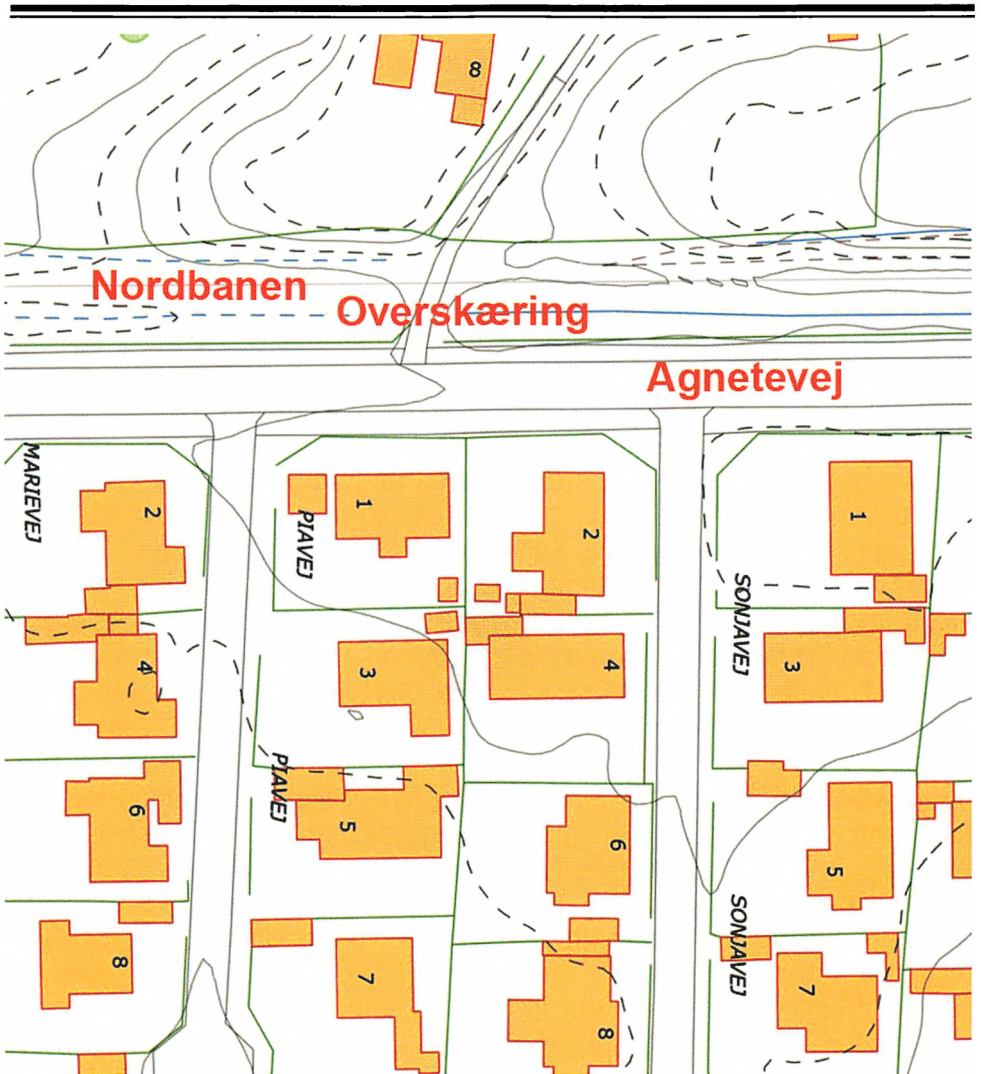 8
Nordbanen
Overskæring
Agnetevej
MARIEVEJ
2
PIAVEJ
1
2
1
4
3
4
SONJAVEJ
3
6
PIAVEJ
5
6
5
8
7
8
SONJAVEJ
7